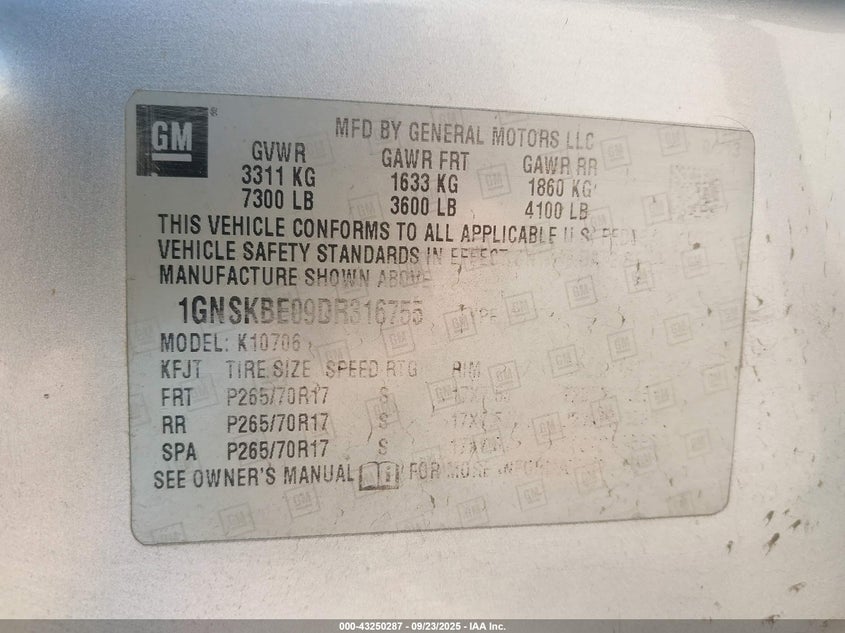 GM ®
MFD BY GENERAL MOTORS LLC
GVWR GAWR FRT GAWR RR
3311 KG 1633 KG 1860 KG
7300 LB 3600 LB 4100 LB
THIS VEHICLE CONFORMS TO ALL APPLICABLE U.S.
VEHICLE SAFETY STANDARDS IN EFFECT
MANUFACTURE SHOWN ABOVE
1GNSKBE09DR316755 TYPE
MODEL: K10706
KFJT TIRE SIZE SPEED RTG RIM
FRT P265/70R17 S
RR P265/70R17 S
SPA P265/70R17 S
SEE OWNER'S MANUAL FOR MORE INFORMATION
000-43250287 - 09/23/2025 - IAA Inc.